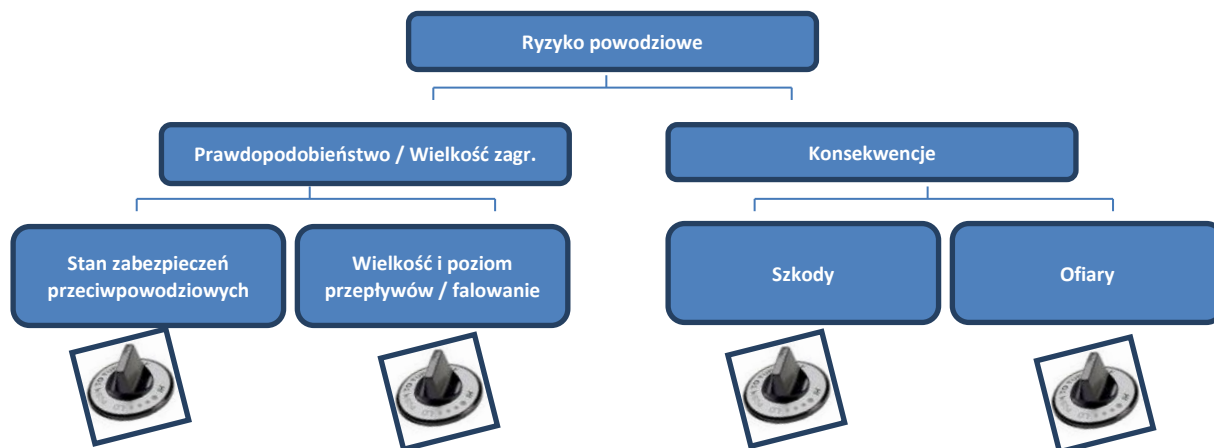 Ryzyko powodziowe
Prawdopodobieństwo / Wielkość zagr.
Konsekwencje
Stan zabezpieczeń
przeciwpowodziowych
Wielkość i poziom
przepływów / falowanie
Szkody
Ofiary